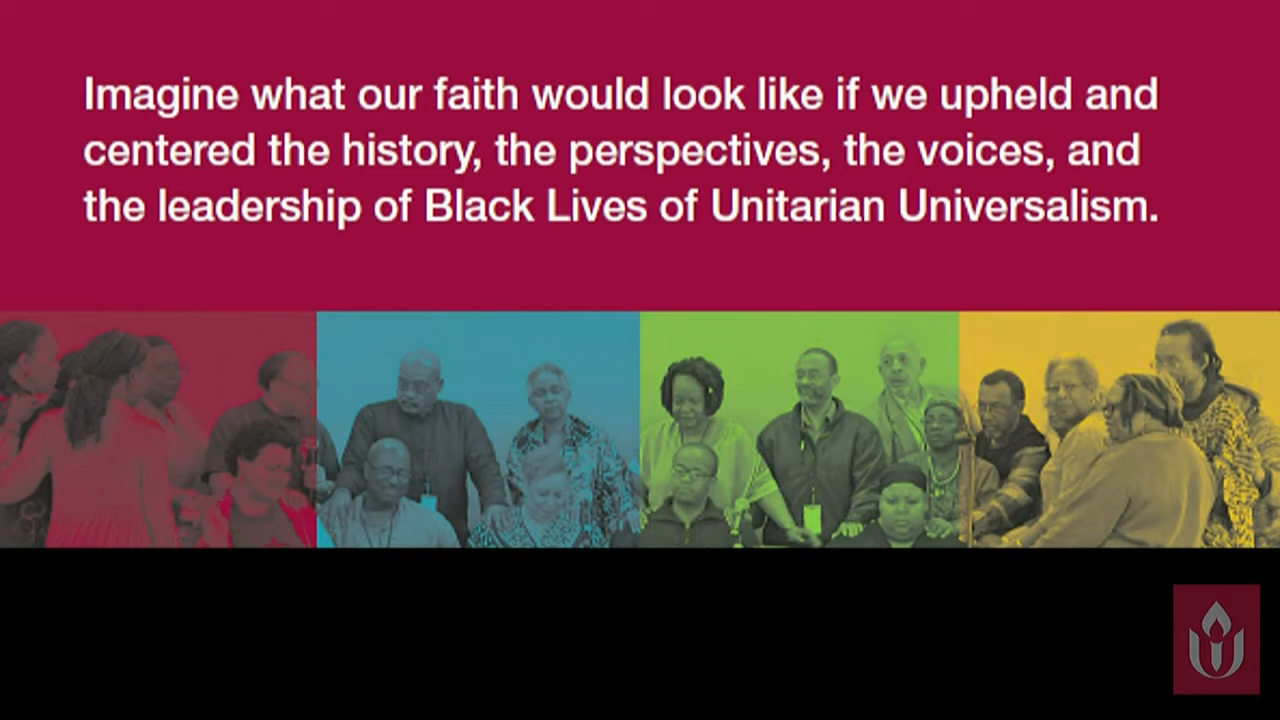 Imagine what our faith would look like if we upheld and
centered the history, the perspectives, the voices, and
the leadership of Black Lives of Unitarian Universalism.